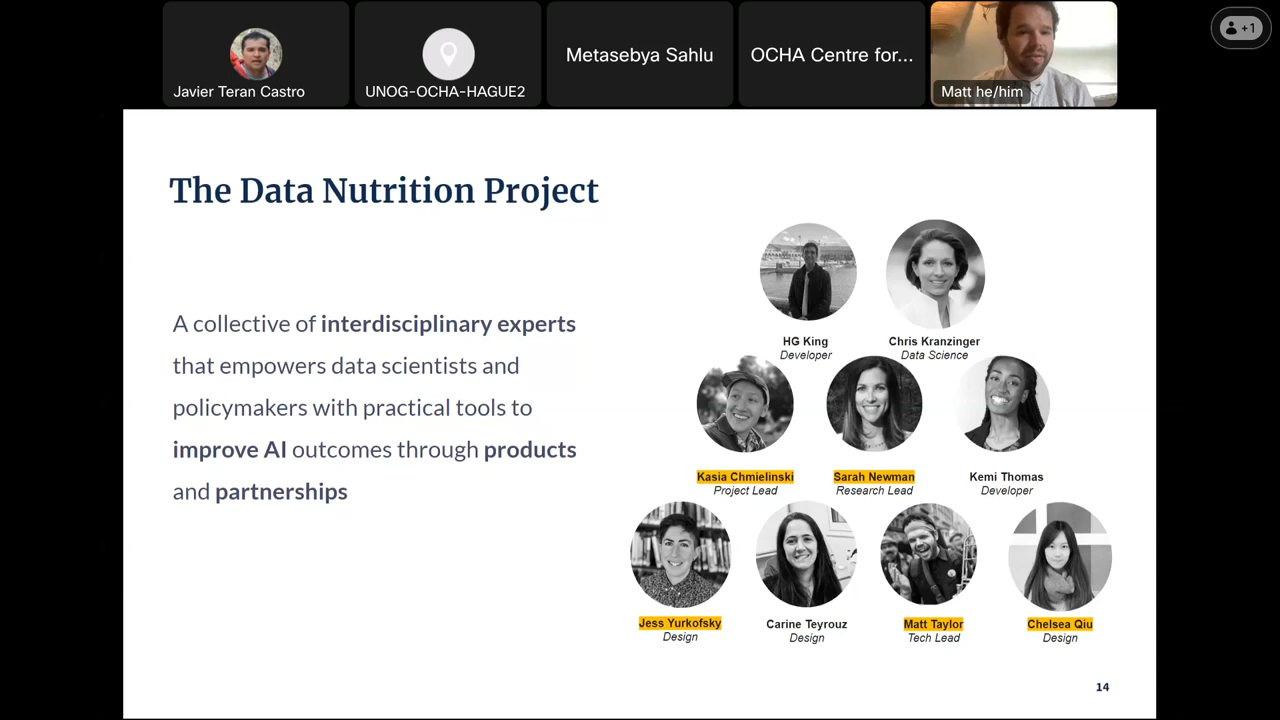 Javier Teran Castro
UNOG-OCHA-HAGUE2
Metasebya Sahlu
OCHA Centre for...
Matt he/him
+1
The Data Nutrition Project
A collective of interdisciplinary experts
that empowers data scientists and
policymakers with practical tools to
improve AI outcomes through products
and partnerships
HG King
Developer
Chris Kranzinger
Data Science
Kasia Chmielinski
Project Lead
Sarah Newman
Research Lead
Kemi Thomas
Developer
Jess Yurkofsky
Design
Carine Teyrouz
Design
Matt Taylor
Tech Lead
Chelsea Qiu
Design
14